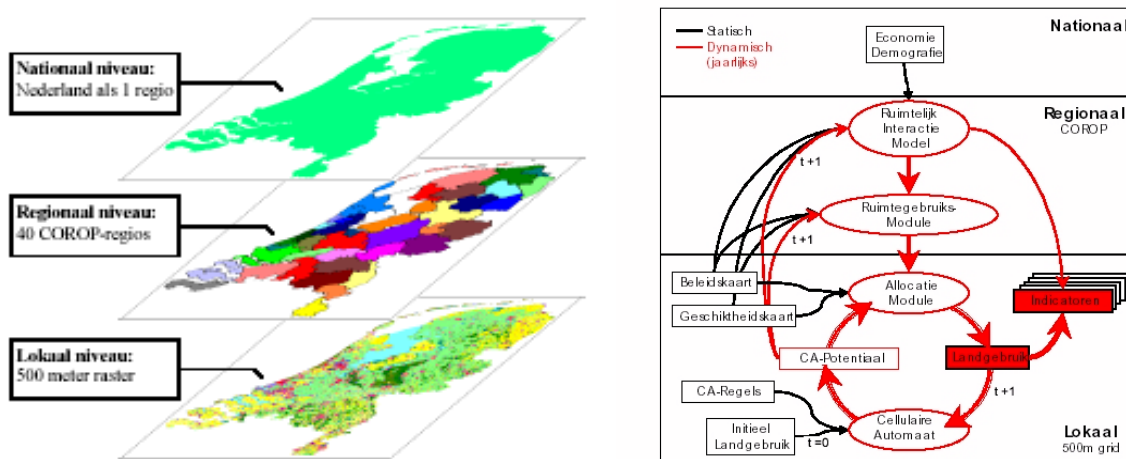 Nationaal niveau:
Nederland als 1 regio
Regionaal niveau:
40 COROP-regios
Lokaal niveau:
500 meter raster
Statisch
Dynamisch
(jaarlijks)
Economie
Demografie
Nationaal
Ruimtelijk
Interactie
Model
Regionaal
COROP
t+1
Ruimtegebruiks-
Module
t+1
Beleidskaart
Geschiktheidskaart
Allocatie
Module
Indicatoren
CA-Potentiaal
Landgebruik
t+1
CA-Regels
Initieel
Landgebruik
t=0
Cellulaire
Automaat
Lokaal
500m grid